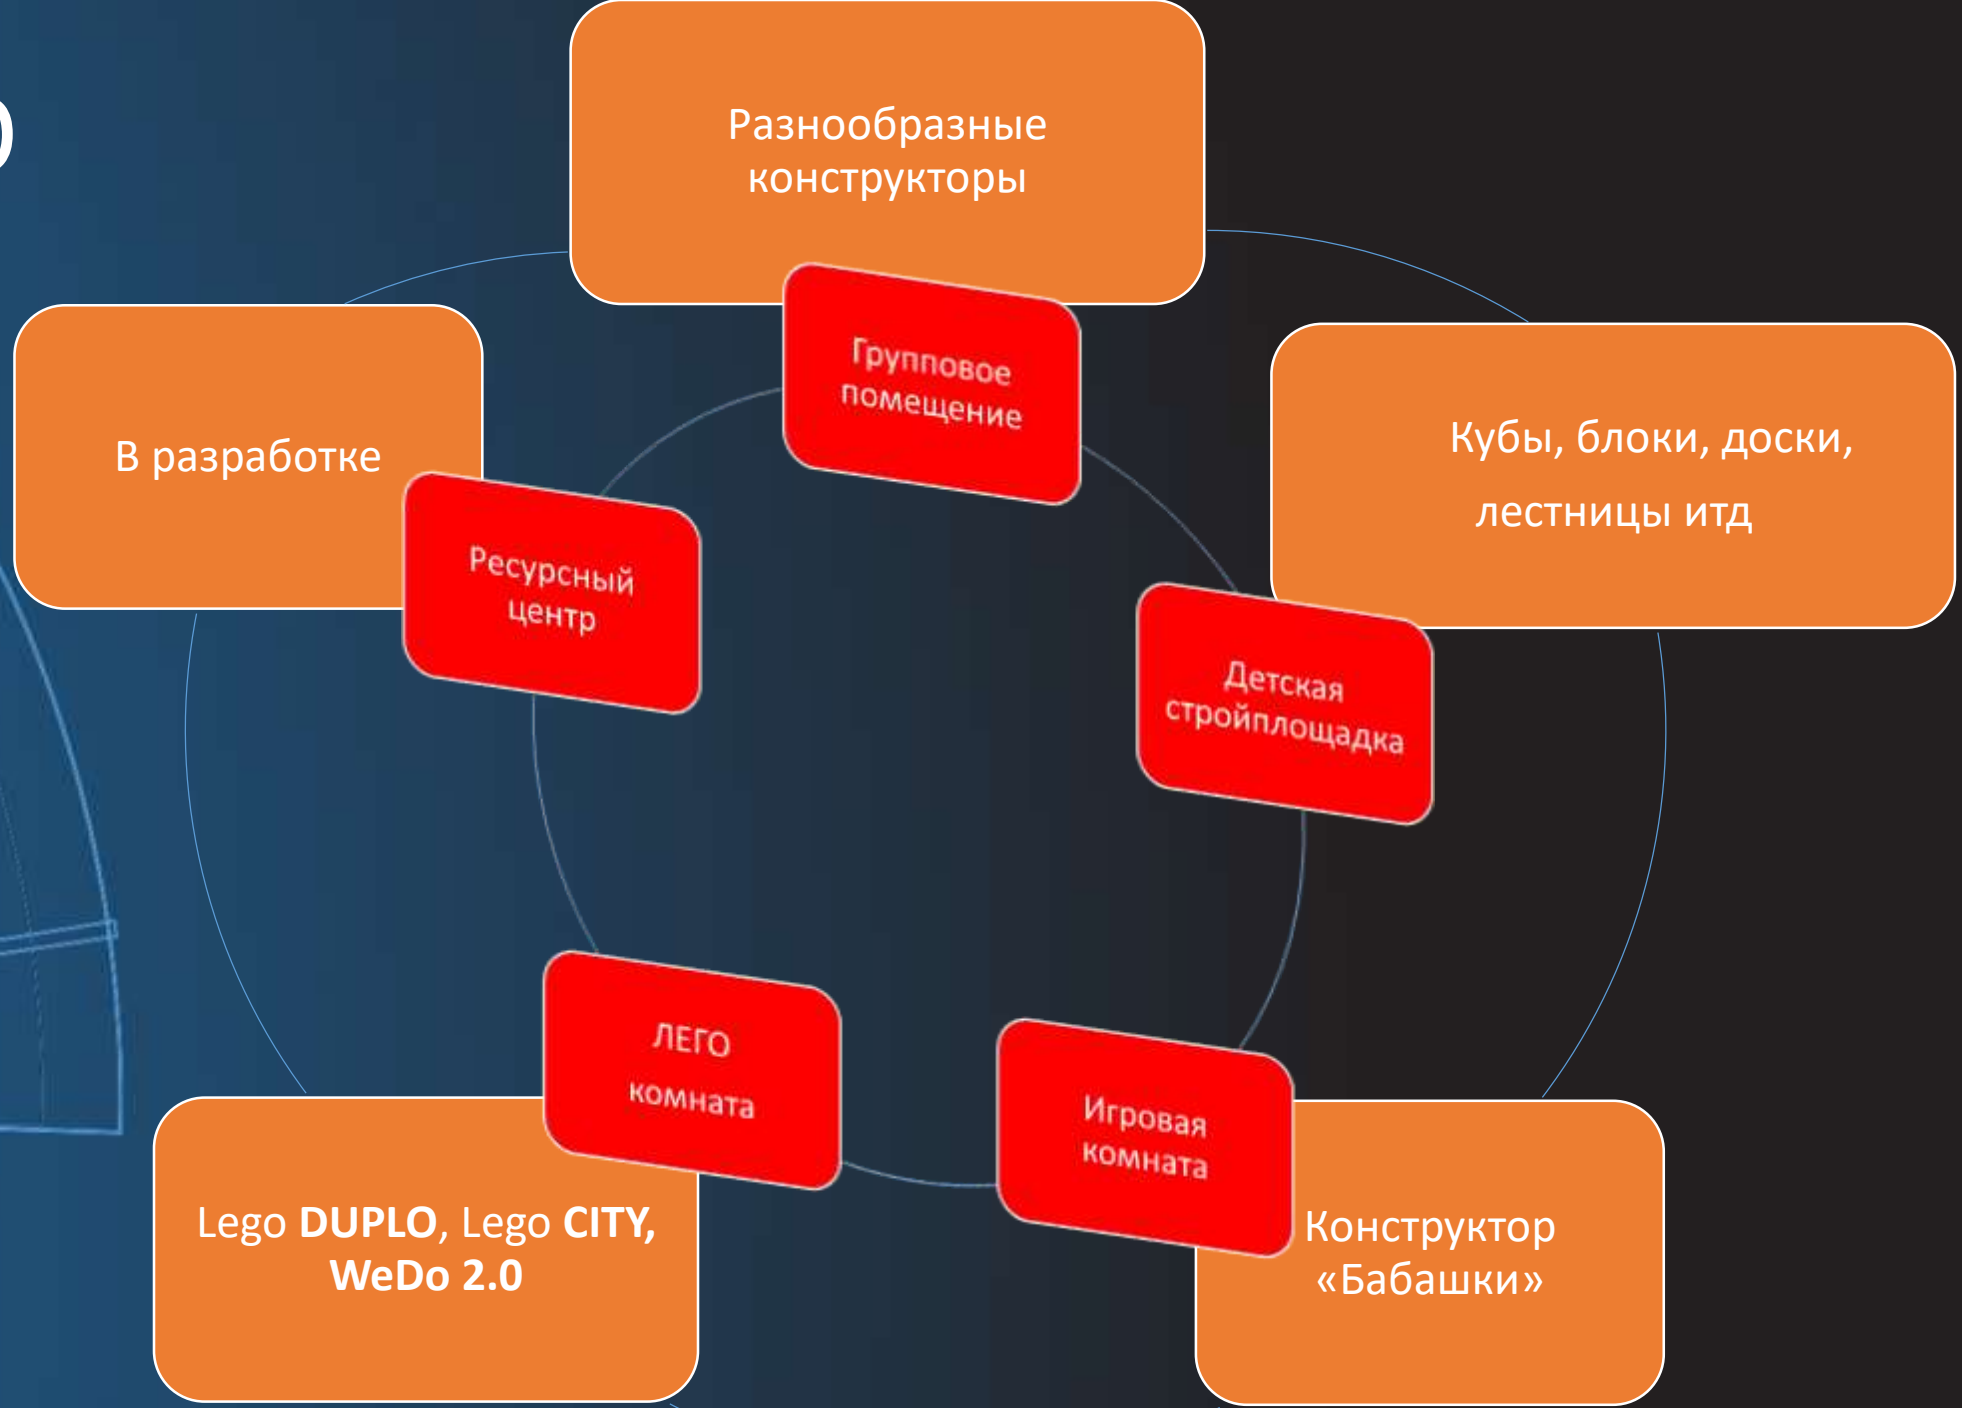 Разнообразные
конструкторы
Групповое
помещение
Кубы, блоки, доски,
лестницы итд
Детская
стройплощадка
Игровая
комната
Конструктор
«Бабашки»
ЛЕГО
комната
Lego DUPLO, Lego CITY,
WeDo 2.0
В разработке
Ресурсный
центр